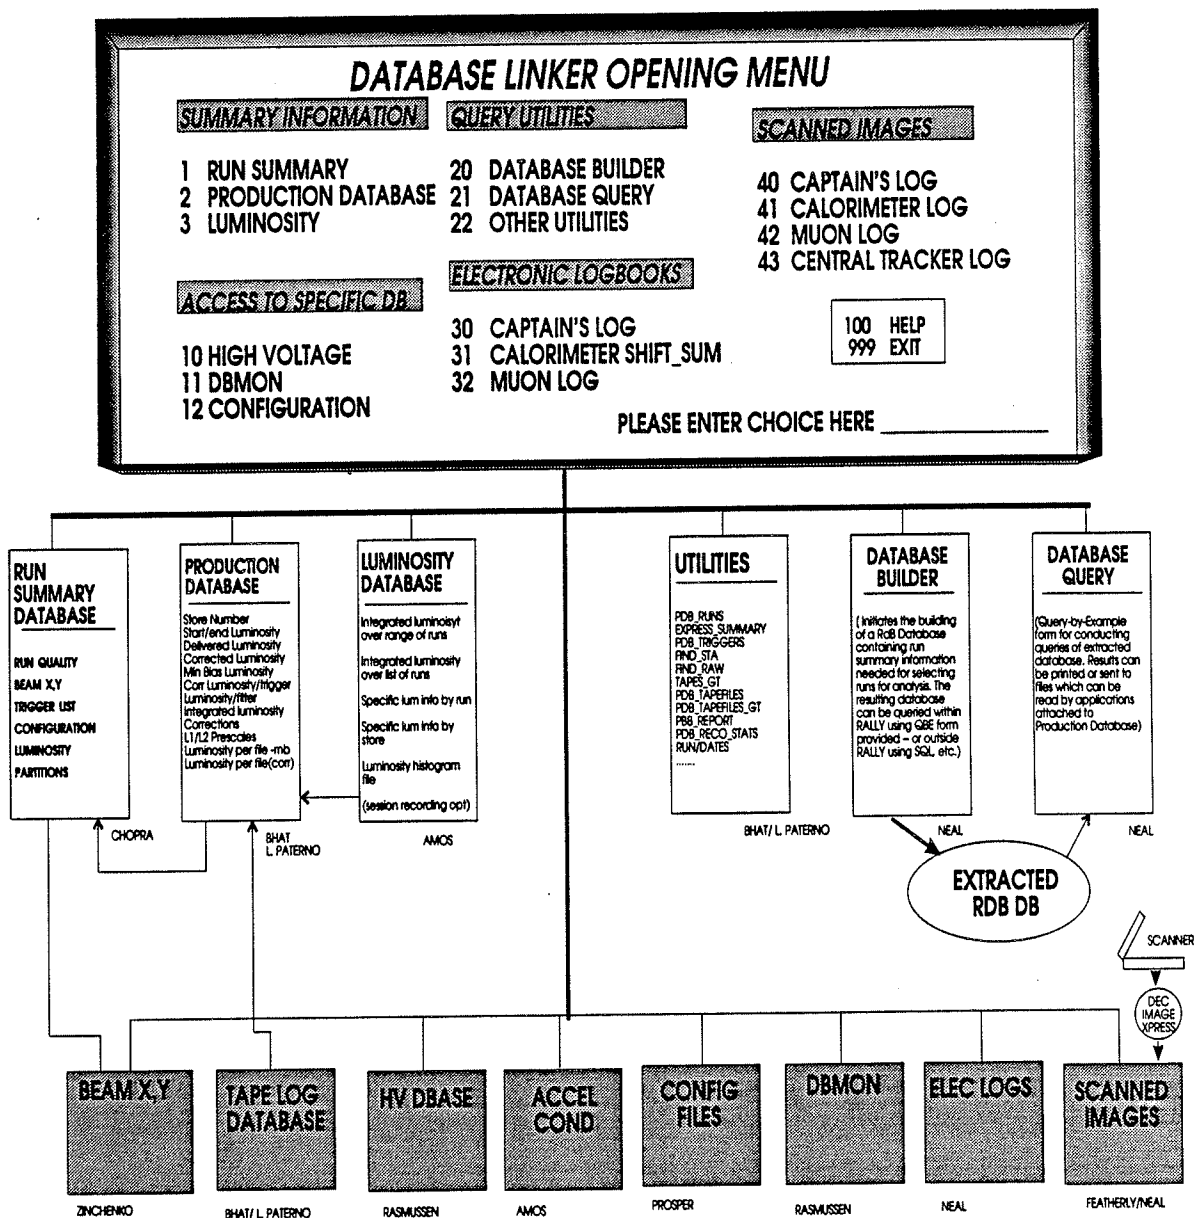 DATABASE LINKER OPENING MENU
SUMMARY INFORMATION
1 RUN SUMMARY
2 PRODUCTION DATABASE
3 LUMINOSITY
ACCESS TO SPECIFIC DB
10 HIGH VOLTAGE
11 DBMON
12 CONFIGURATION
QUERY UTILITIES
20 DATABASE BUILDER
21 DATABASE QUERY
22 OTHER UTILITIES
ELECTRONIC LOGBOOKS
30 CAPTAIN'S LOG
31 CALORIMETER SHIFT_SUM
32 MUON LOG
SCANNED IMAGES
40 CAPTAIN'S LOG
41 CALORIMETER LOG
42 MUON LOG
43 CENTRAL TRACKER LOG
100 HELP
999 EXIT
PLEASE ENTER CHOICE HERE
RUN
SUMMARY
DATABASE
RUN QUALITY
BEAM X,Y
TRIGGER LIST
CONFIGURATION
LUMINOSITY
PARTITIONS
CHOPRA
PRODUCTION
DATABASE
Store Number
Start/end Luminosity
Delivered Luminosity
Corrected Luminosity
Min Bias Luminosity
Corr Luminosity/trigger
Luminosity/filter
Integrated luminosity
Corrections
L1/L2 Prescales
Luminosity per file -mb
Luminosity per file(corr)
BHAT
L. PATERNO
LUMINOSITY
DATABASE
Integrated luminoisyt
over range of runs
Integrated luminosity
over list of runs
Specific lum info by run
Specific lum info by
store
Luminosity histogram
file
(session recording opt)
AMOS
UTILITIES
PDB_RUNS
EXPRESS_SUMMARY
PDB_TRIGGERS
FIND_STA
FIND_RAW
TAPES_GT
PDB_TAPEFILES
PDB_TAPEFILES_GT
PBB_REPORT
PDB_RECO_STATS
RUN/DATES
.......
BHAT/ L. PATERNO
DATABASE
BUILDER
( Initiates the building
of a RdB Database
containing run
summary information
needed for selecting
runs for analysis. The
resulting database
can be queried within
RALLY using QBE form
provided – or outside
RALLY using SQL, etc.)
NEAL
DATABASE
QUERY
(Query-by-Example
form for conducting
queries of extracted
database. Results can
be printed or sent to
files which can be
read by applications
attached to
Production Database)
NEAL
EXTRACTED
RDB DB
SCANNER
DEC
IMAGE
XPRESS
BEAM X,Y
ZINCHENKO
TAPE LOG
DATABASE
BHAT/ L. PATERNO
HV DBASE
RASMUSSEN
ACCEL
COND
AMOS
CONFIG
FILES
PROSPER
DBMON
RASMUSSEN
ELEC LOGS
NEAL
SCANNED
IMAGES
FEATHERLY/NEAL